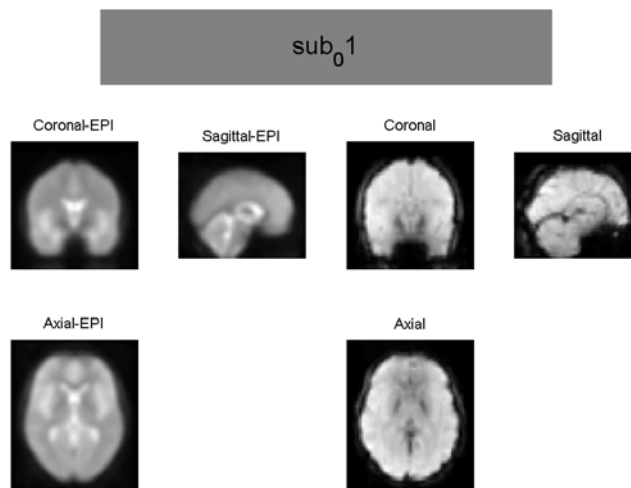 sub₀1
Coronal-EPI
Sagittal-EPI
Coronal
Sagittal
Axial-EPI
Axial